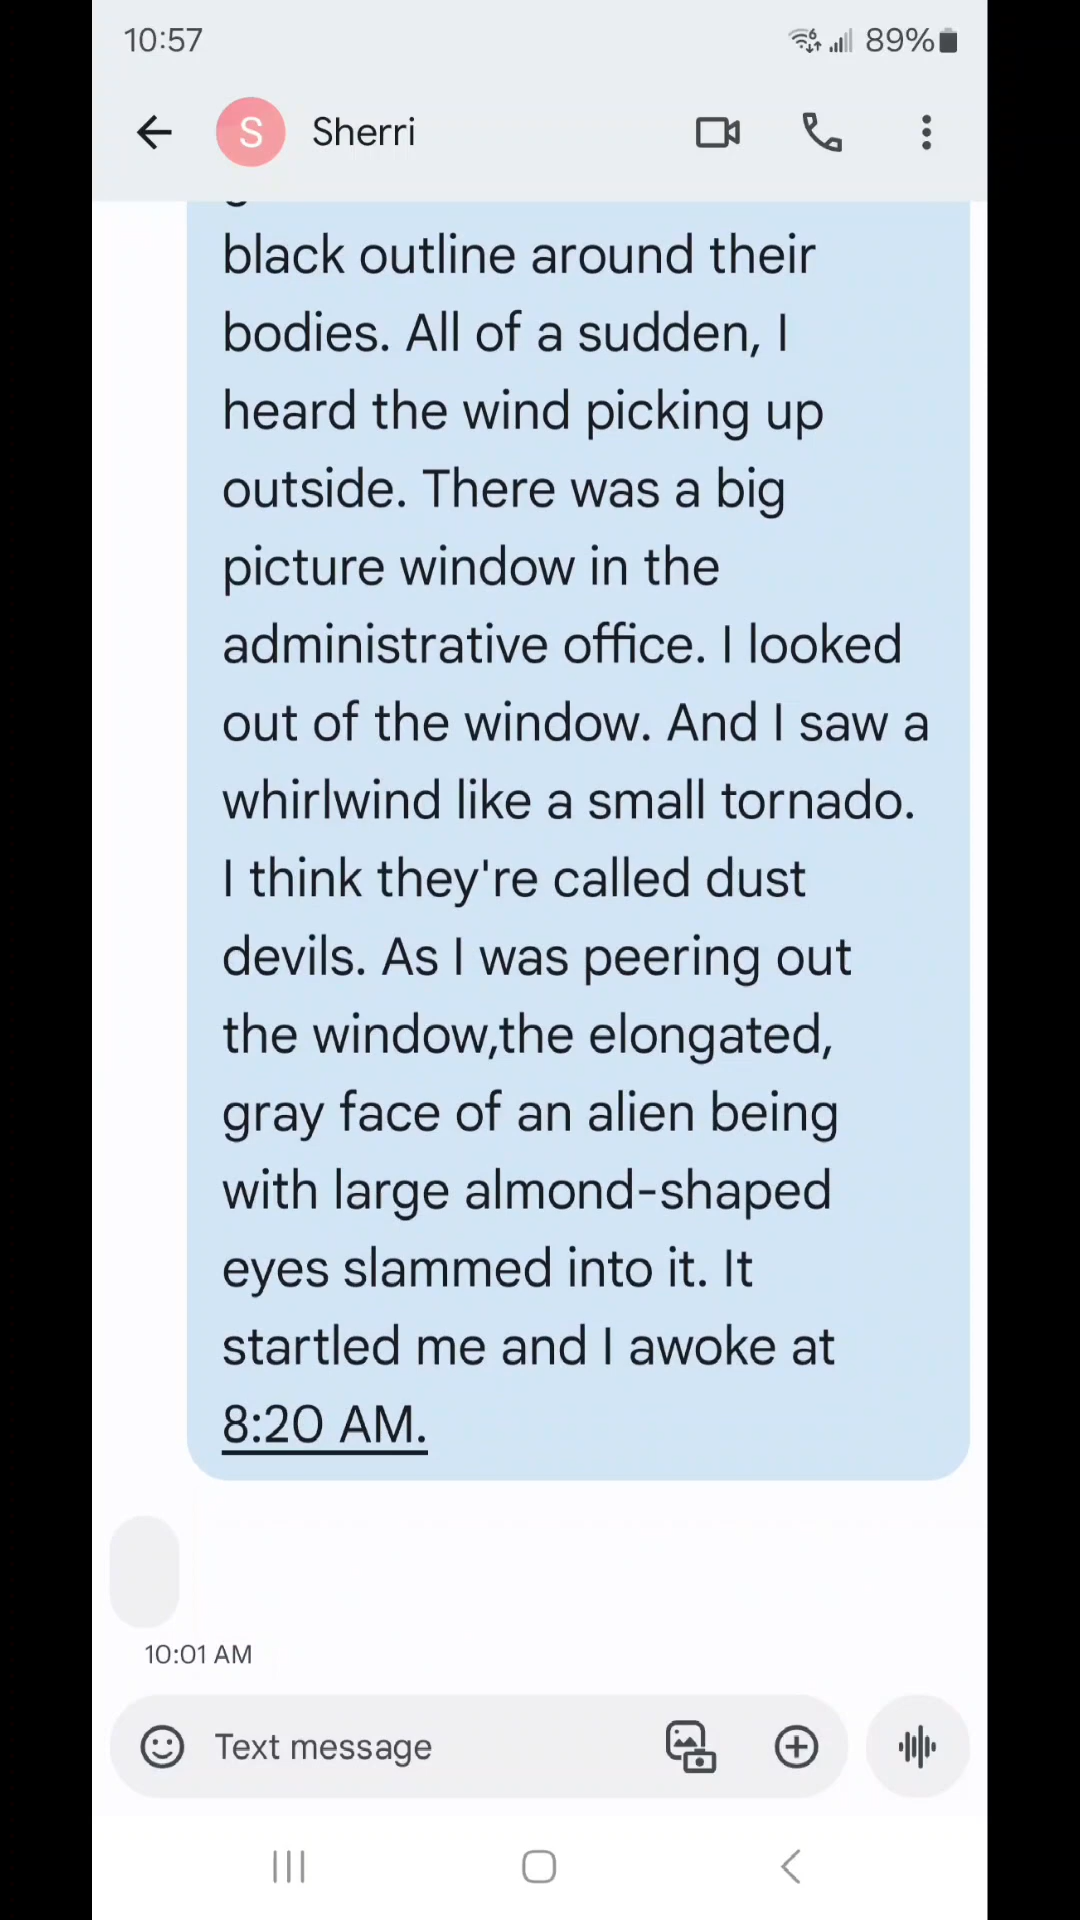 10:57
6
89%
S
Sherri
black outline around their
bodies. All of a sudden, I
heard the wind picking up
outside. There was a big
picture window in the
administrative office. I looked
out of the window. And I saw a
whirlwind like a small tornado.
I think they're called dust
devils. As I was peering out
the window,the elongated,
gray face of an alien being
with large almond-shaped
eyes slammed into it. It
startled me and I awoke at
8:20 AM.
10:01 AM
Text message